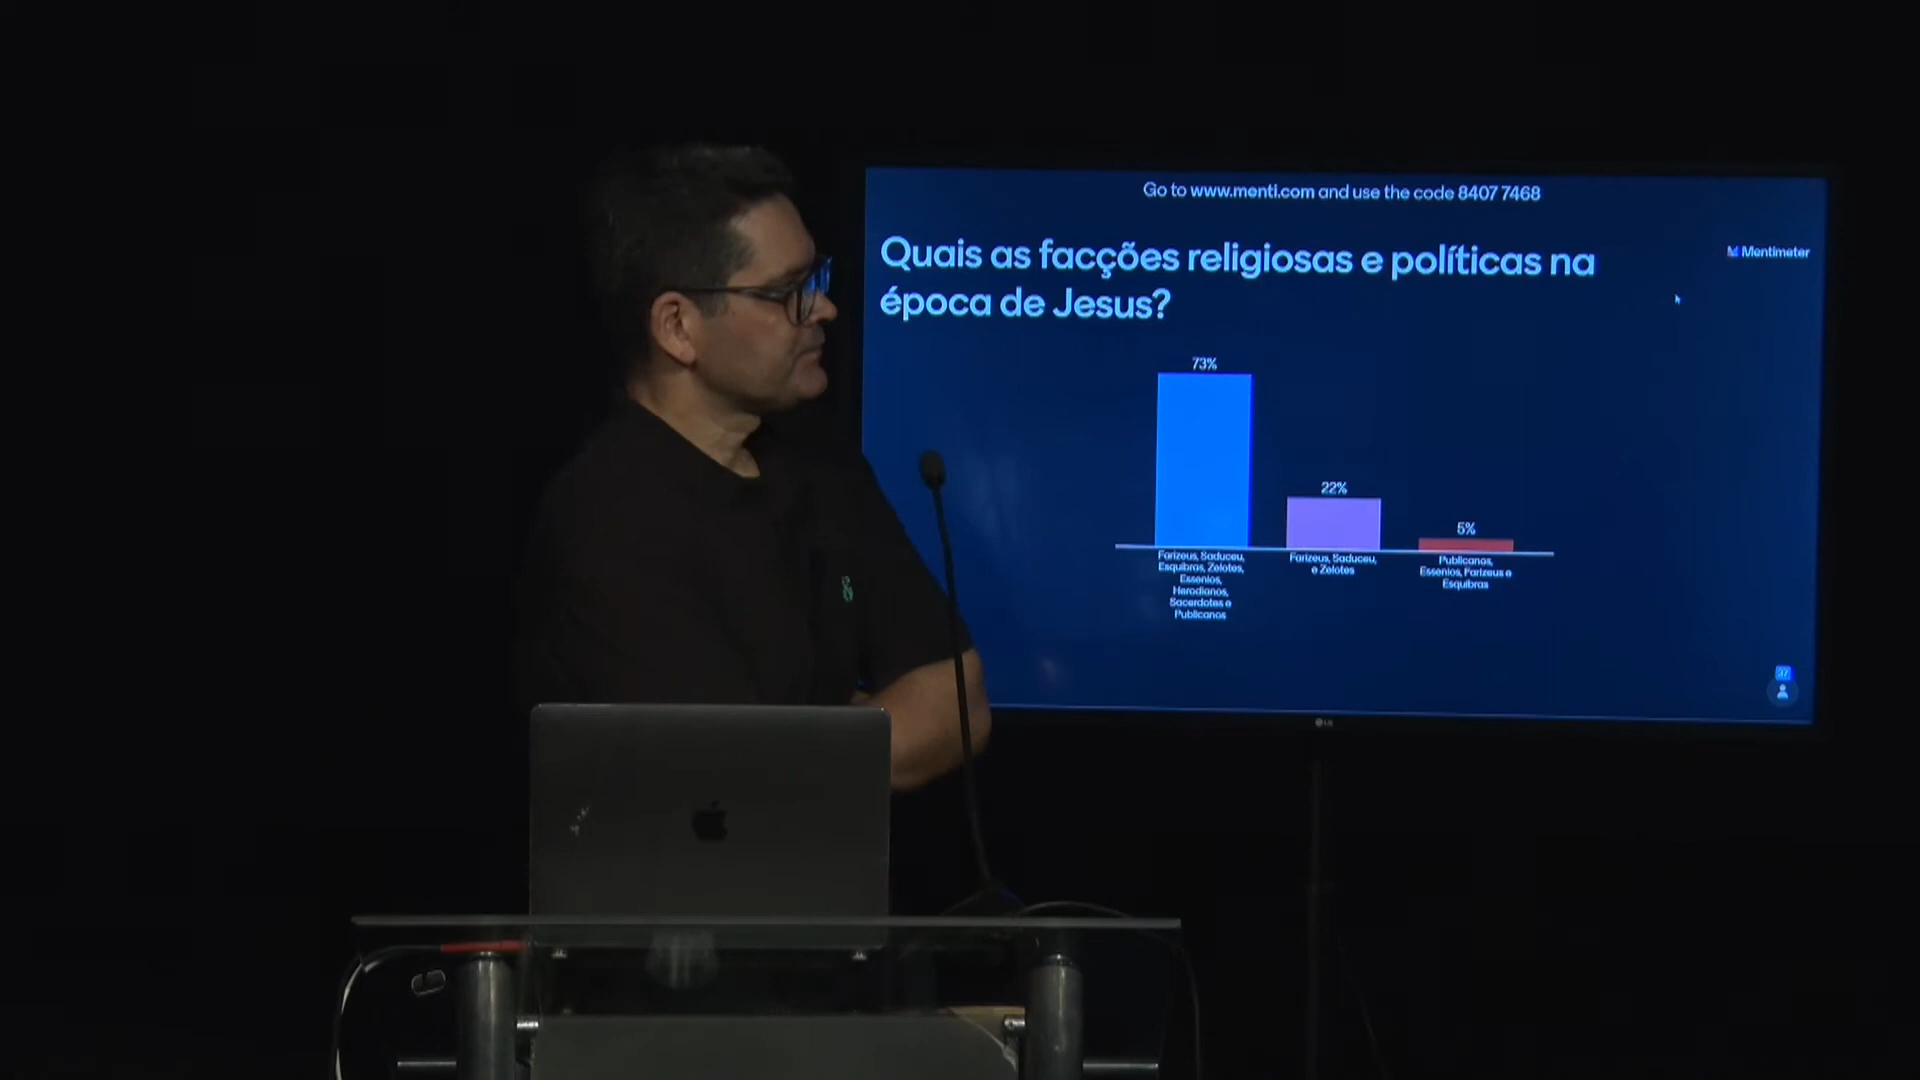 Go to www.menti.com and use the code 8407 7468
Quais as facções religiosas e políticas na
época de Jesus?
Mentimeter
73%
22%
5%
Farizeus, Saduceu,
Esquibras, Zelotes,
Essenios,
Herodianos,
Sacerdotes e
Publicanos
Farizeus, Saduceu,
e Zelotes
Publicanos,
Essenios, Farizeus e
Esquibras
37
LG